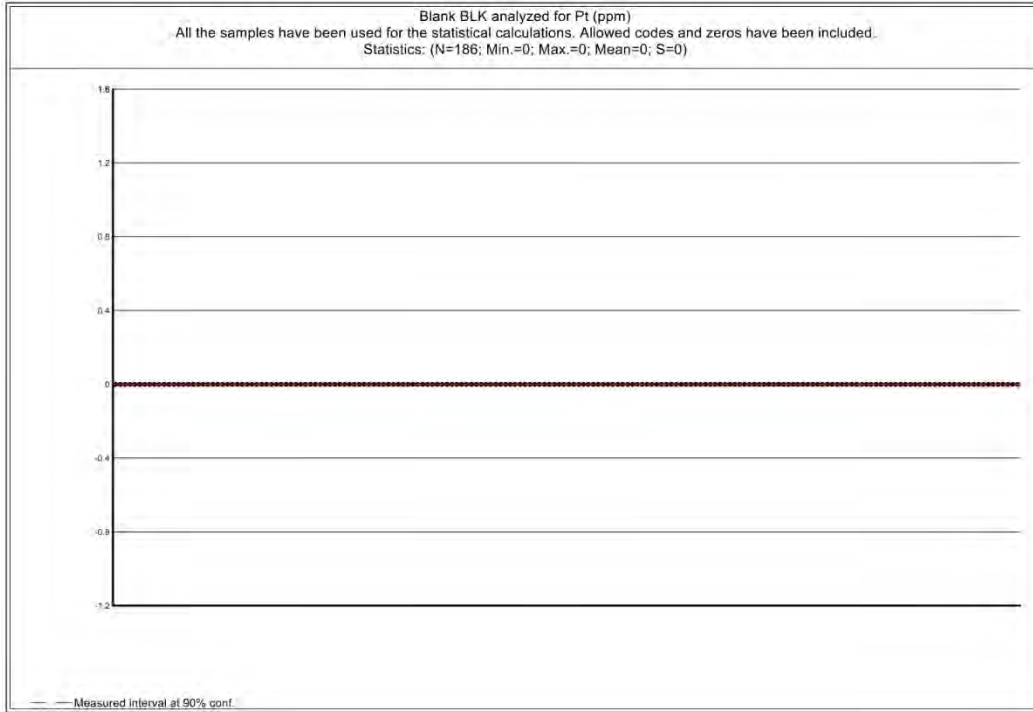 Blank BLK analyzed for Pt (ppm)
All the samples have been used for the statistical calculations. Allowed codes and zeros have been included.
Statistics: (N=186; Min.=0; Max.=0; Mean=0; S=0)
1.6
1.2
0.8
0.4
0
-0.4
-0.8
-1.2
Measured interval at 90% conf.